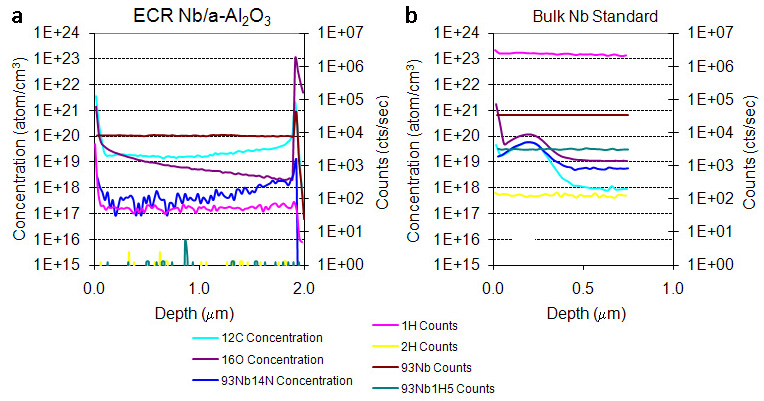 a
ECR Nb/a-Al2O3
b
Bulk Nb Standard
1E+24
1E+23
1E+22
1E+21
1E+20
1E+19
1E+18
1E+17
1E+16
1E+15
Concentration (atom/cm3)
1E+07
1E+06
1E+05
1E+04
1E+03
1E+02
1E+01
1E+00
Counts (cts/sec)
0.0
1.0
2.0
Depth (μm)
1E+24
1E+23
1E+22
1E+21
1E+20
1E+19
1E+18
1E+17
1E+16
1E+15
Concentration (atom/cm3)
1E+07
1E+06
1E+05
1E+04
1E+03
1E+02
1E+01
1E+00
Counts (cts/sec)
0.0
0.5
1.0
Depth (μm)
12C Concentration
16O Concentration
93Nb14N Concentration
1H Counts
2H Counts
93Nb Counts
93Nb1H5 Counts